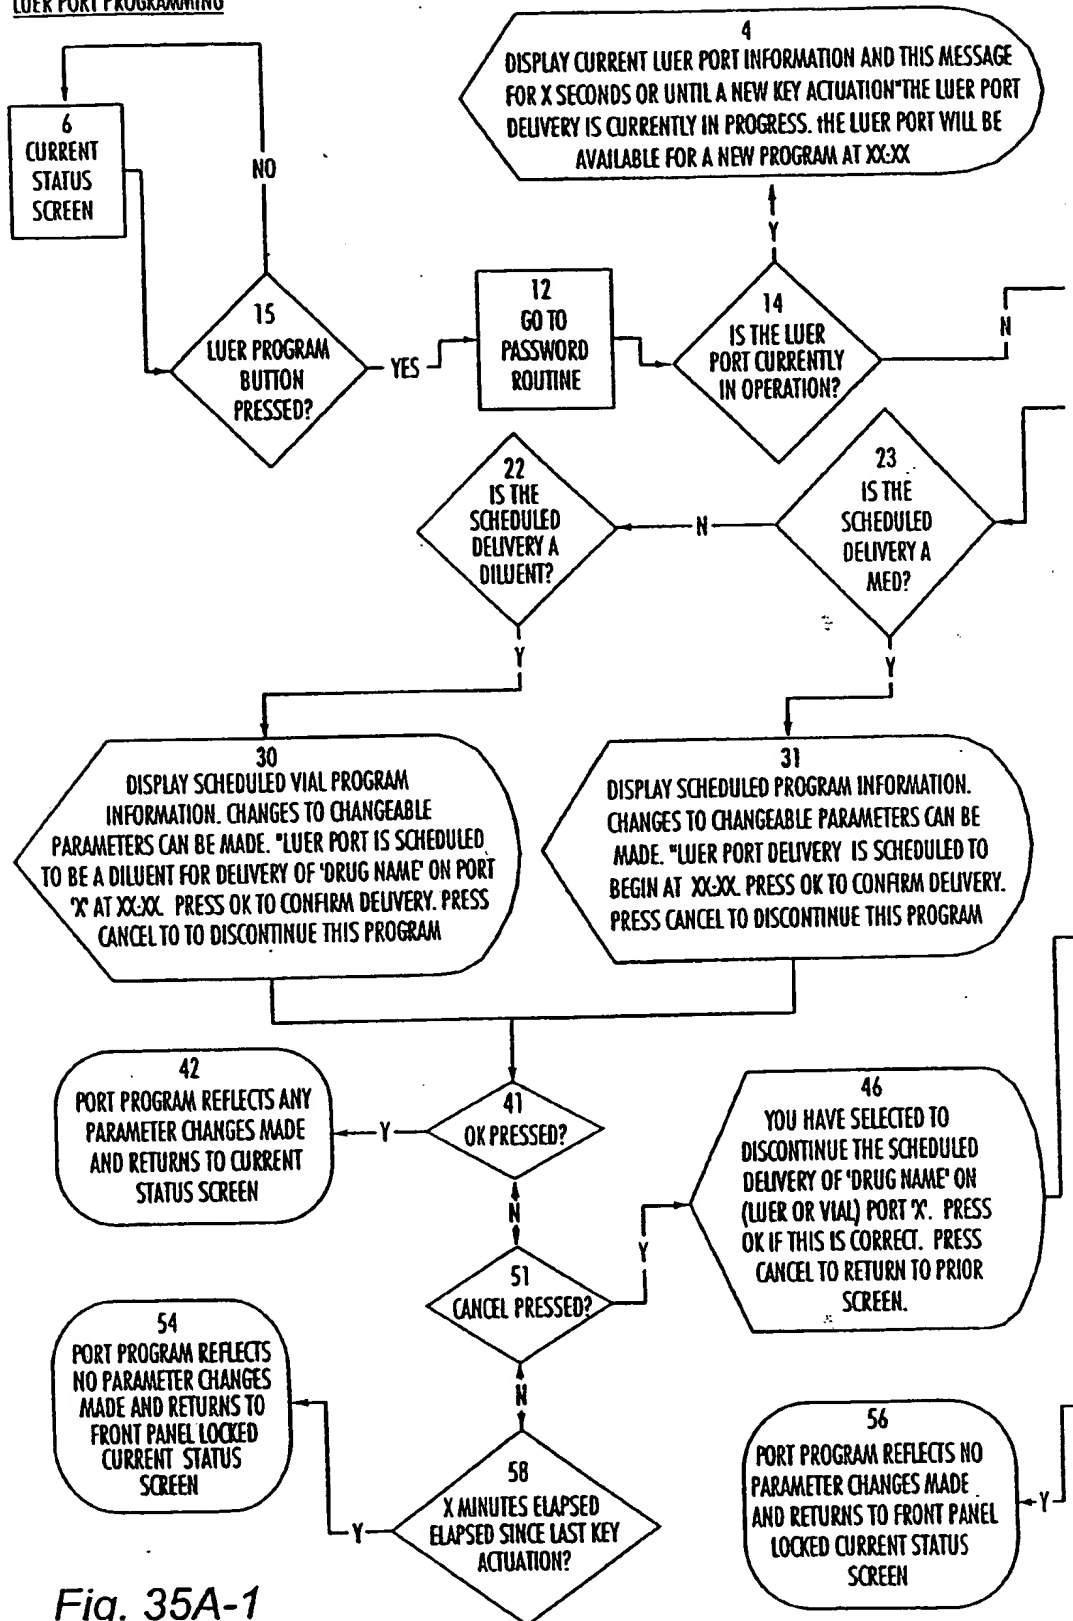 LUER PORT PROGRAMMING
4
DISPLAY CURRENT LUER PORT INFORMATION AND THIS MESSAGE
FOR X SECONDS OR UNTIL A NEW KEY ACTUATION"THE LUER PORT
DELIVERY IS CURRENTLY IN PROGRESS. tHE LUER PORT WILL BE
AVAILABLE FOR A NEW PROGRAM AT XX:XX
6
CURRENT
STATUS
SCREEN
NO
Y
15
LUER PROGRAM
BUTTON
PRESSED?
YES
12
GO TO
PASSWORD
ROUTINE
14
IS THE LUER
PORT CURRENTLY
IN OPERATION?
N
22
IS THE
SCHEDULED
DELIVERY A
DILUENT?
N
23
IS THE
SCHEDULED
DELIVERY A
MED?
Y
Y
30
DISPLAY SCHEDULED VIAL PROGRAM
INFORMATION. CHANGES TO CHANGEABLE
PARAMETERS CAN BE MADE. "LUER PORT IS SCHEDULED
TO BE A DILUENT FOR DELIVERY OF 'DRUG NAME' ON PORT
'X' AT XX:XX. PRESS OK TO CONFIRM DELIVERY. PRESS
CANCEL TO TO DISCONTINUE THIS PROGRAM
31
DISPLAY SCHEDULED PROGRAM INFORMATION.
CHANGES TO CHANGEABLE PARAMETERS CAN BE
MADE. "LUER PORT DELIVERY IS SCHEDULED TO
BEGIN AT XX:XX. PRESS OK TO CONFIRM DELIVERY.
PRESS CANCEL TO DISCONTINUE THIS PROGRAM
42
PORT PROGRAM REFLECTS ANY
PARAMETER CHANGES MADE
AND RETURNS TO CURRENT
STATUS SCREEN
Y
41
OK PRESSED?
N
46
YOU HAVE SELECTED TO
DISCONTINUE THE SCHEDULED
DELIVERY OF 'DRUG NAME' ON
(LUER OR VIAL) PORT 'X'. PRESS
OK IF THIS IS CORRECT. PRESS
CANCEL TO RETURN TO PRIOR
SCREEN.
51
CANCEL PRESSED?
Y
N
54
PORT PROGRAM REFLECTS
NO PARAMETER CHANGES
MADE AND RETURNS TO
FRONT PANEL LOCKED
CURRENT STATUS
SCREEN
Y
58
X MINUTES ELAPSED
ELAPSED SINCE LAST KEY
ACTUATION?
56
PORT PROGRAM REFLECTS NO
PARAMETER CHANGES MADE
AND RETURNS TO FRONT PANEL
LOCKED CURRENT STATUS
SCREEN
Y
Fig. 35A-1